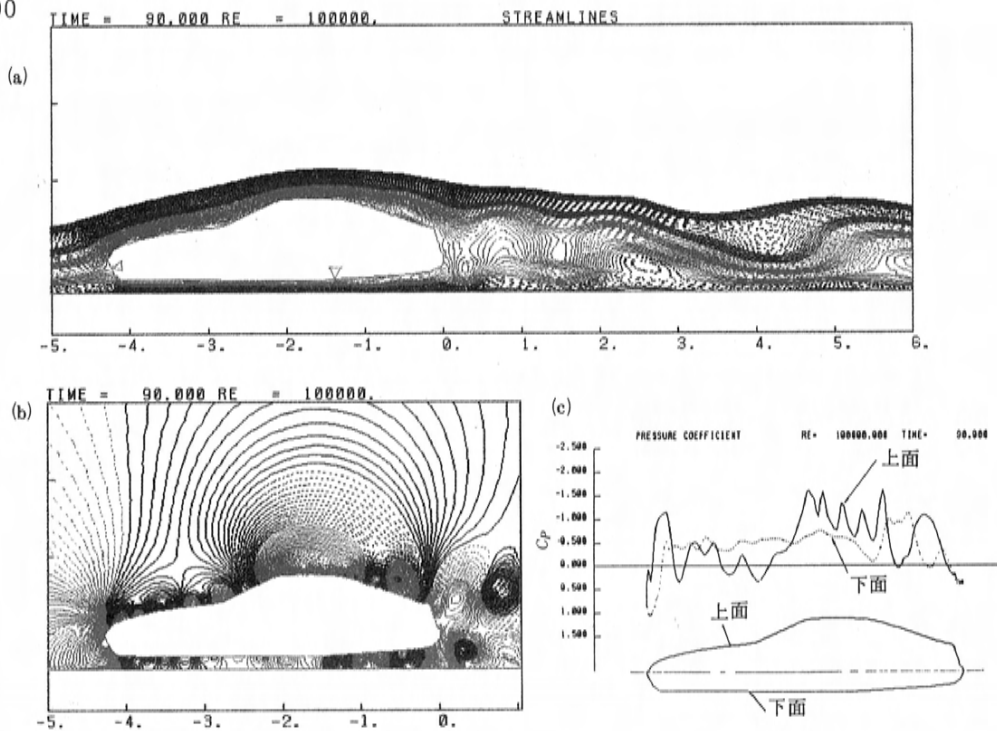 00
TIME = 90.000 RE = 100000. STREAMLINES
(a)
-5. -4. -3. -2. -1. 0. 1. 2. 3. 4. 5. 6.
TIME = 90.000 RE = 100000.
(b)
-5. -4. -3. -2. -1. 0.
(c)
PRESSURE COEFFICIENT RE= 100000.000 TIME= 90.000
-2.500
-2.000
-1.500
-1.000
-0.500
0.000
0.500
1.000
1.500
Cp
上面
下面
上面
下面